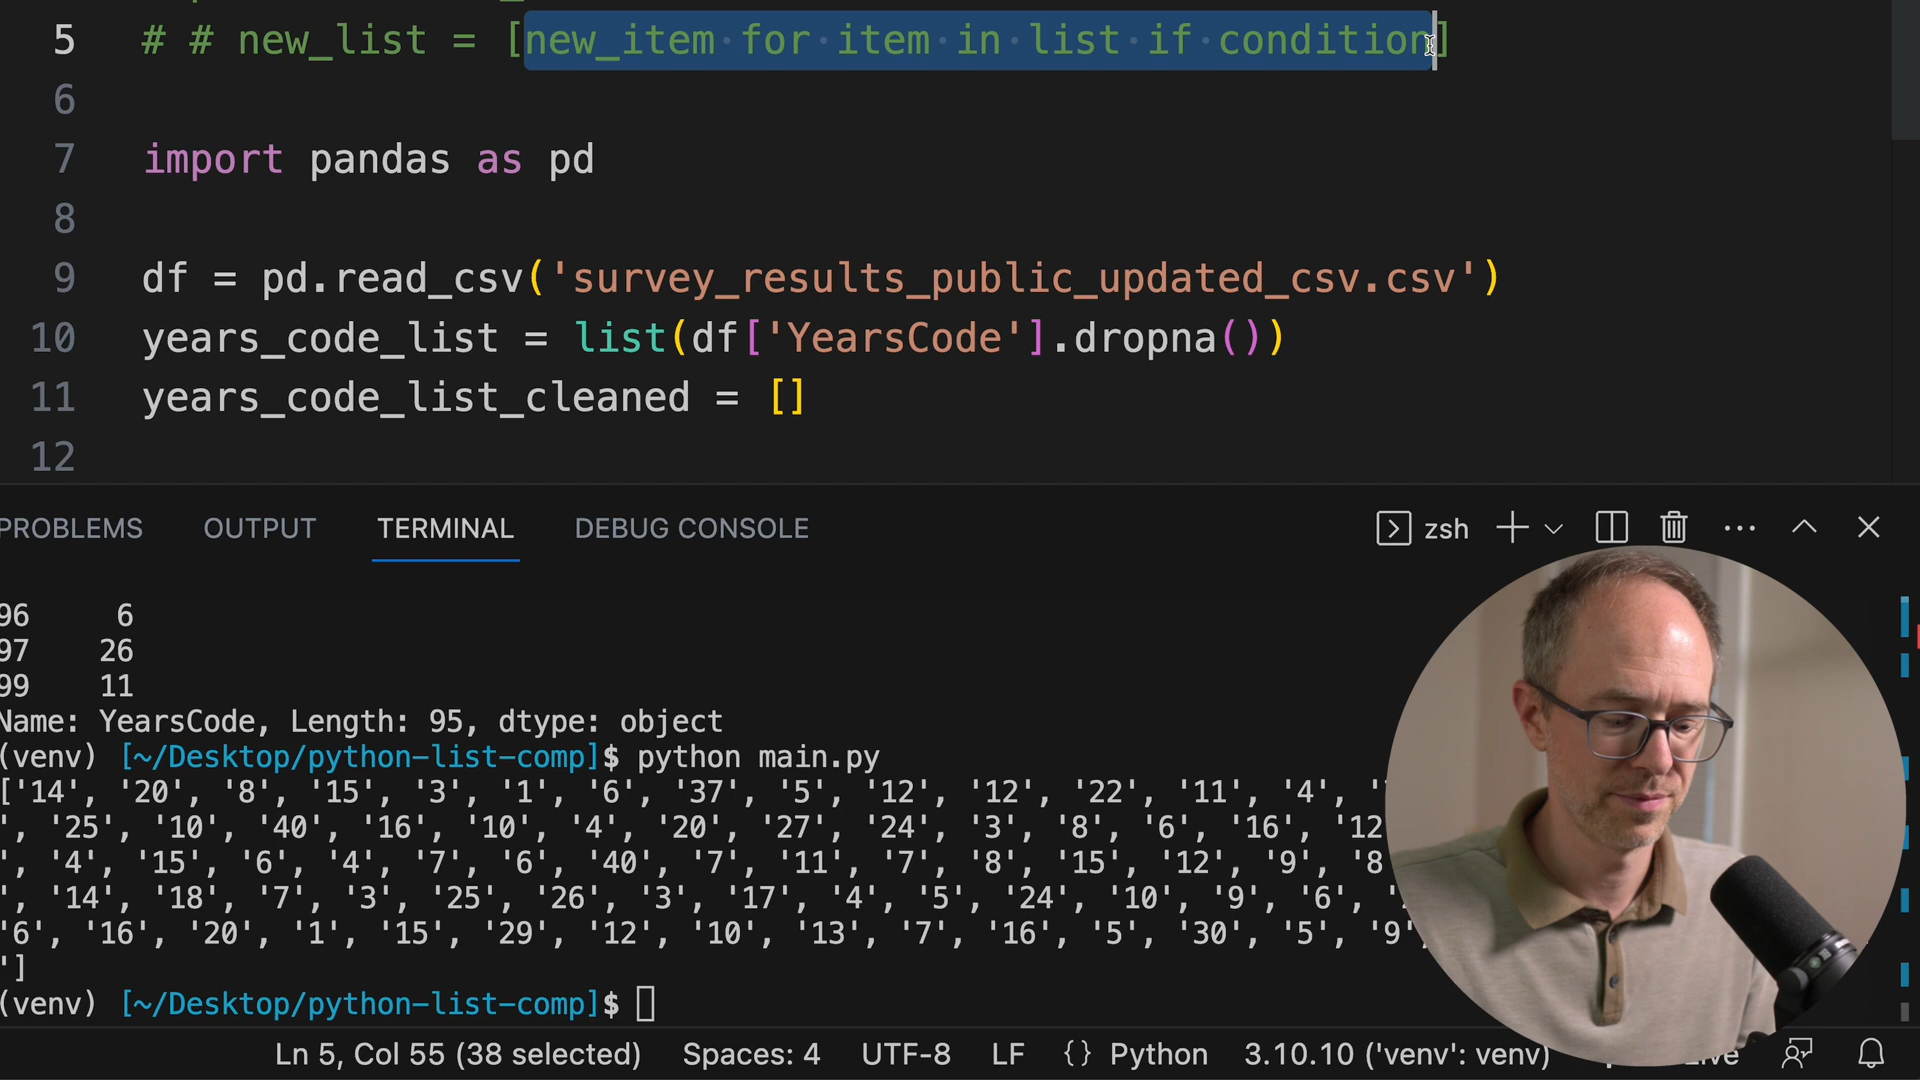 5 # # new_list = [new_item for item in list if condition]
6
7 import pandas as pd
8
9 df = pd.read_csv('survey_results_public_updated_csv.csv')
10 years_code_list = list(df['YearsCode'].dropna())
11 years_code_list_cleaned = []
12
PROBLEMS OUTPUT TERMINAL DEBUG CONSOLE zsh
96 6
97 26
99 11
Name: YearsCode, Length: 95, dtype: object
(venv) [~/Desktop/python-list-comp]$ python main.py
['14', '20', '8', '15', '3', '1', '6', '37', '5', '12', '12', '22', '11', '4', '
', '25', '10', '40', '16', '10', '4', '20', '27', '24', '3', '8', '6', '16', '12
', '4', '15', '6', '4', '7', '6', '40', '7', '11', '7', '8', '15', '12', '9', '8
', '14', '18', '7', '3', '25', '26', '3', '17', '4', '5', '24', '10', '9', '6', '
'6', '16', '20', '1', '15', '29', '12', '10', '13', '7', '16', '5', '30', '5', '9',
']
(venv) [~/Desktop/python-list-comp]$
Ln 5, Col 55 (38 selected) Spaces: 4 UTF-8 LF {} Python 3.10.10 ('venv': venv) Live